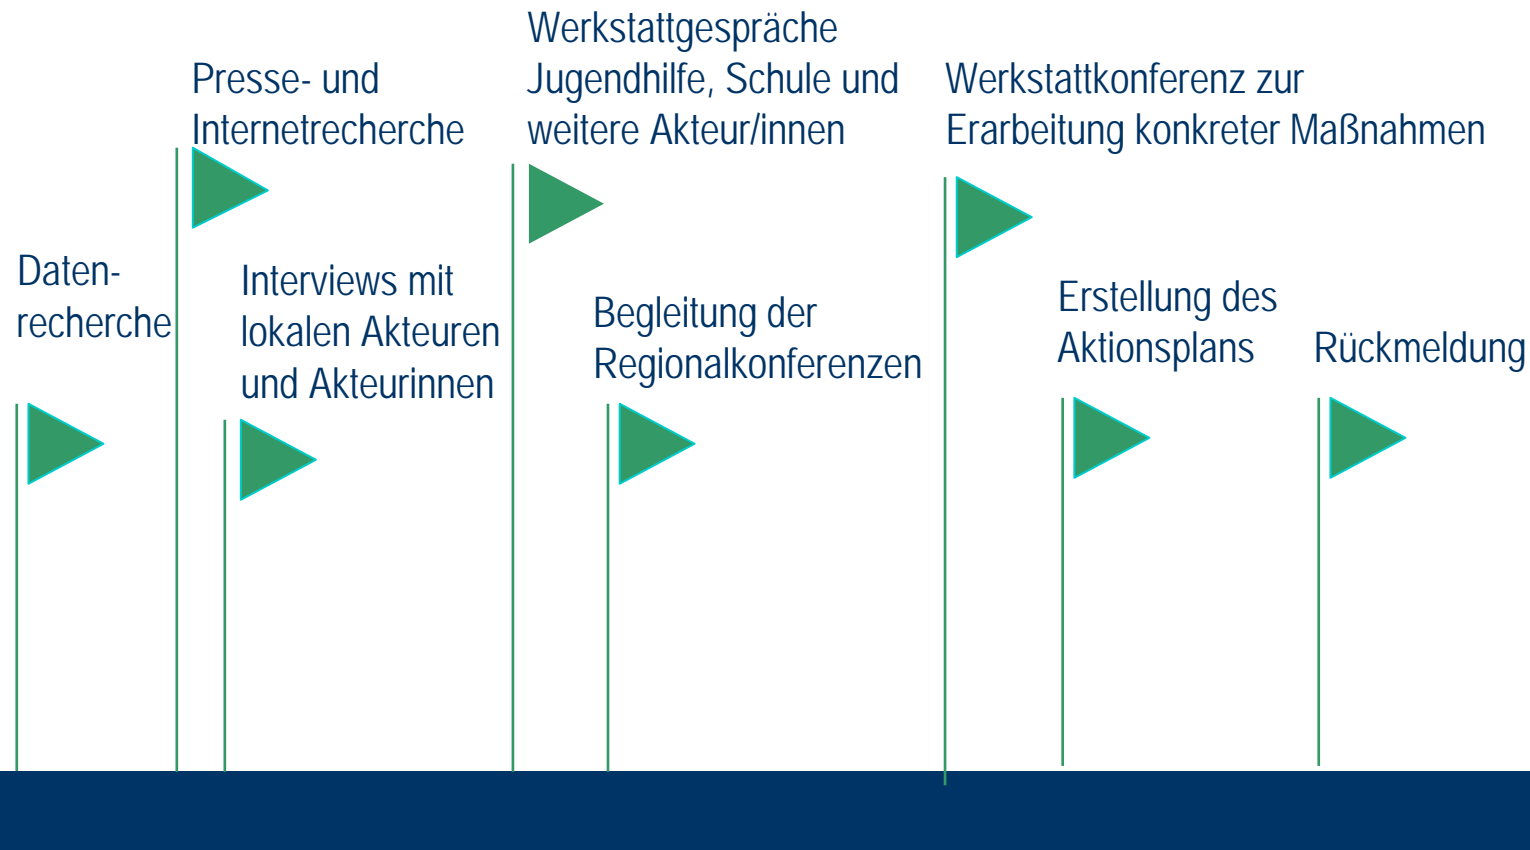 Daten-
recherche
Presse- und
Internetrecherche
Interviews mit
lokalen Akteuren
und Akteurinnen
Werkstattgespräche
Jugendhilfe, Schule und
weitere Akteur/innen
Begleitung der
Regionalkonferenzen
Werkstattkonferenz zur
Erarbeitung konkreter Maßnahmen
Erstellung des
Aktionsplans
Rückmeldung